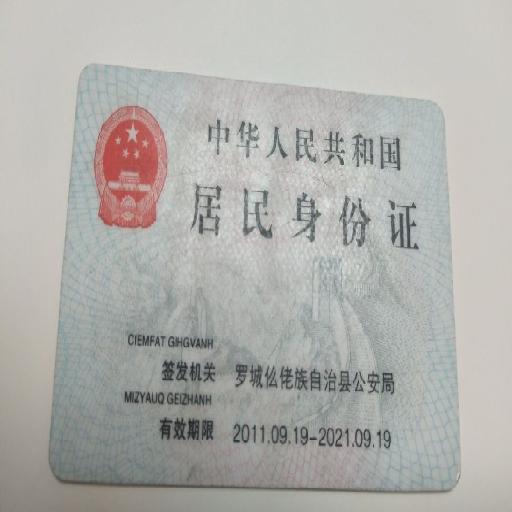 中华人民共和国
居民身份证
CIEMFAT GIHGVANH
签发机关 罗城仫佬族自治县公安局
MIZYAUQ GEIZHANH
有效期限 2011.09.19-2021.09.19